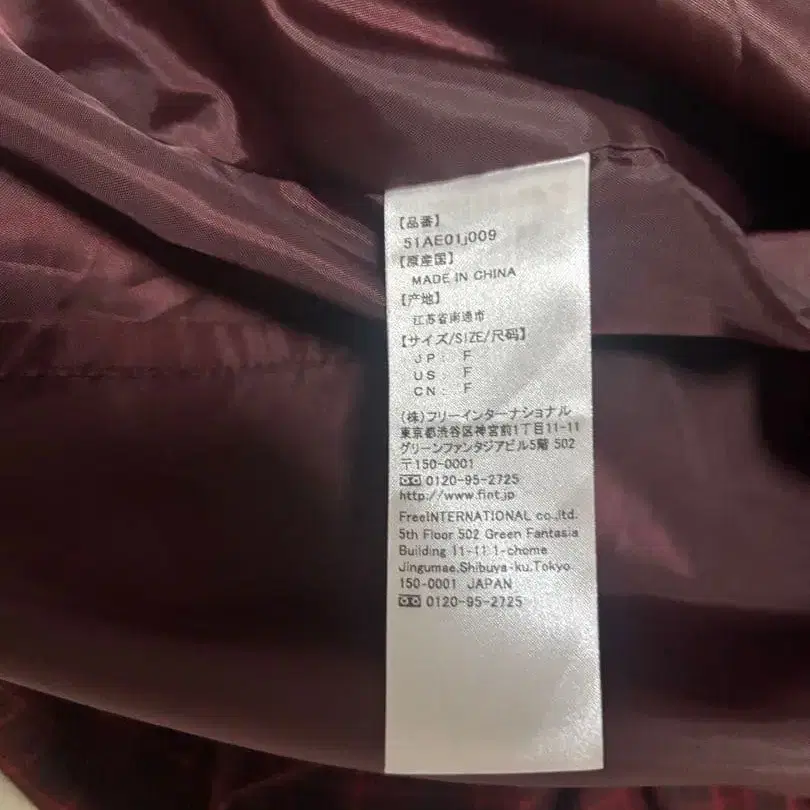 【品番】
51AE01j009
【原産国】
MADE IN CHINA
【产地】
江苏省南通市
【サイズ/SIZE/尺码】
JP: F
US: F
CN: F
(株)フリーインターナショナル
東京都渋谷区神宮前1丁目11-11
グリーンファンタジアビル5階 502
〒150-0001
0120-95-2725
http://www.fint.jp
FreeINTERNATIONAL co.,ltd.
5th Floor 502 Green Fantasia
Building 11-11 1-chome
Jingumae.Shibuya-ku.Tokyo
150-0001 JAPAN
0120-95-2725